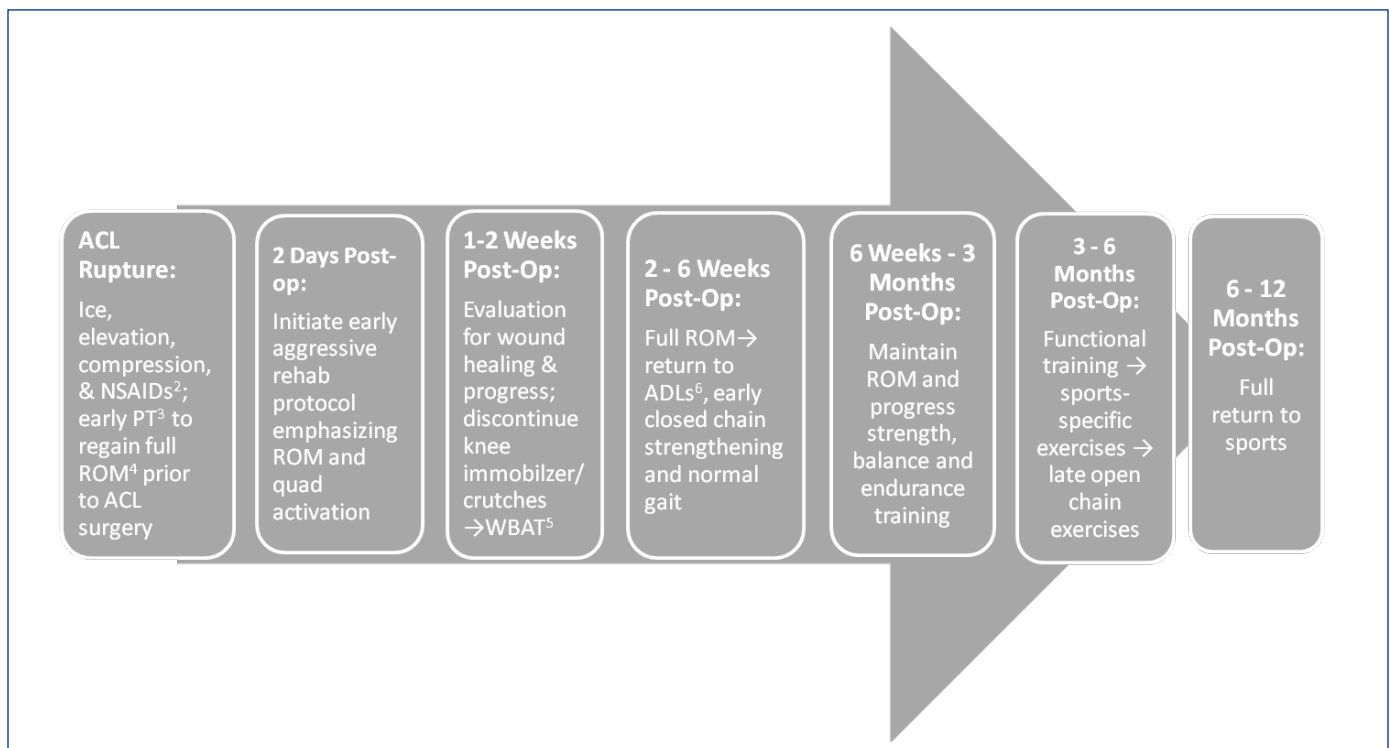 ACL
Rupture:
Ice,
elevation,
compression,
& NSAIDs²;
early PT³ to
regain full
ROM⁴ prior
to ACL
surgery
2 Days Post-
op:
Initiate early
aggressive
rehab
protocol
emphasizing
ROM and
quad
activation
1-2 Weeks
Post-Op:
Evaluation
for wound
healing &
progress;
discontinue
knee
immobilzer/
crutches
→WBAT⁵
2 - 6 Weeks
Post-Op:
Full ROM→
return to
ADLs⁶, early
closed chain
strengthening
and normal
gait
6 Weeks - 3
Months
Post-Op:
Maintain
ROM and
progress
strength,
balance and
endurance
training
3 - 6
Months
Post-Op:
Functional
training →
sports-
specific
exercises →
late open
chain
exercises
6 - 12
Months
Post-Op:
Full
return to
sports